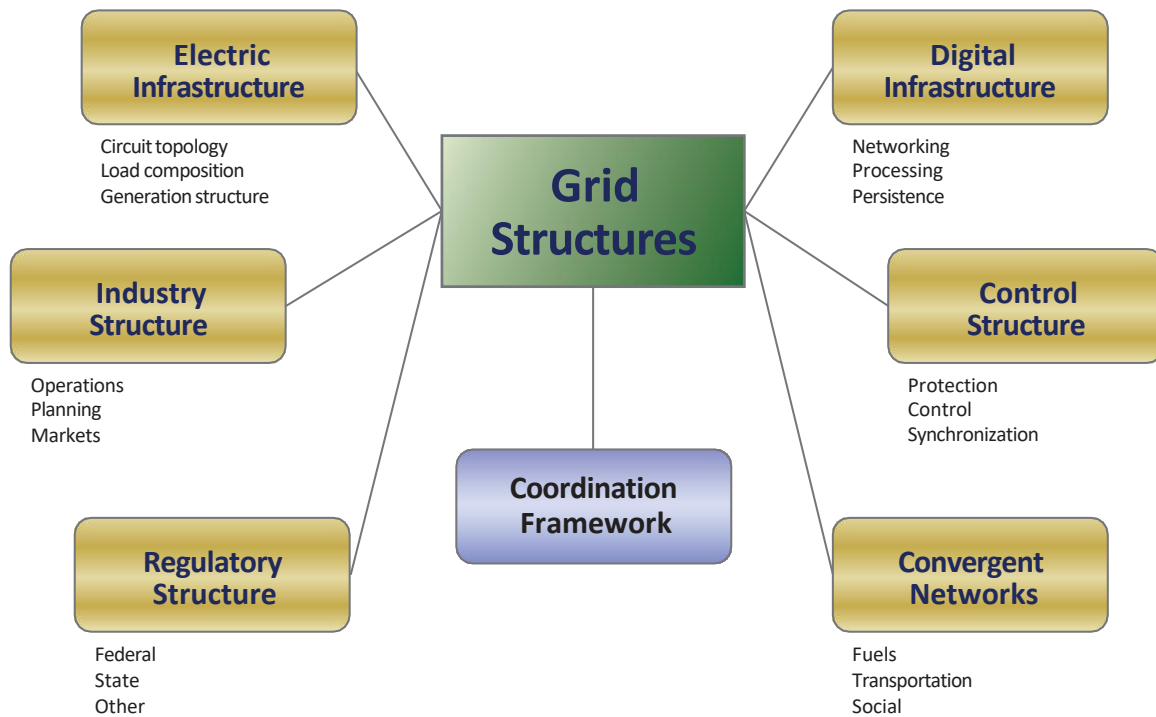 Electric
Infrastructure
Circuit topology
Load composition
Generation structure
Industry
Structure
Operations
Planning
Markets
Regulatory
Structure
Federal
State
Other
Grid
Structures
Coordination
Framework
Digital
Infrastructure
Networking
Processing
Persistence
Control
Structure
Protection
Control
Synchronization
Convergent
Networks
Fuels
Transportation
Social